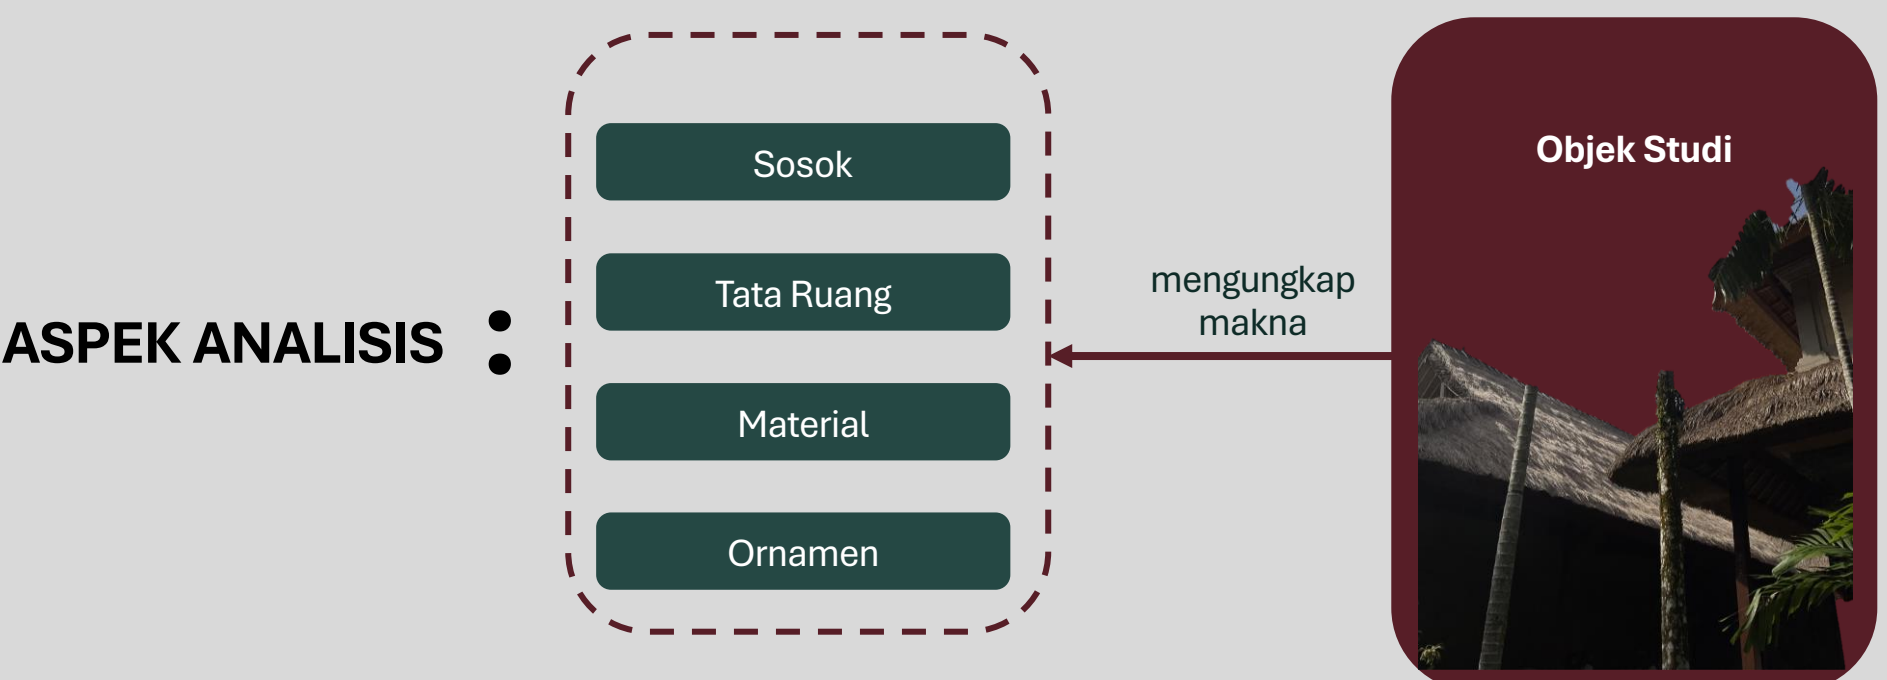 ASPEK ANALISIS :
Sosok
Tata Ruang
Material
Ornamen
mengungkap
makna
Objek Studi